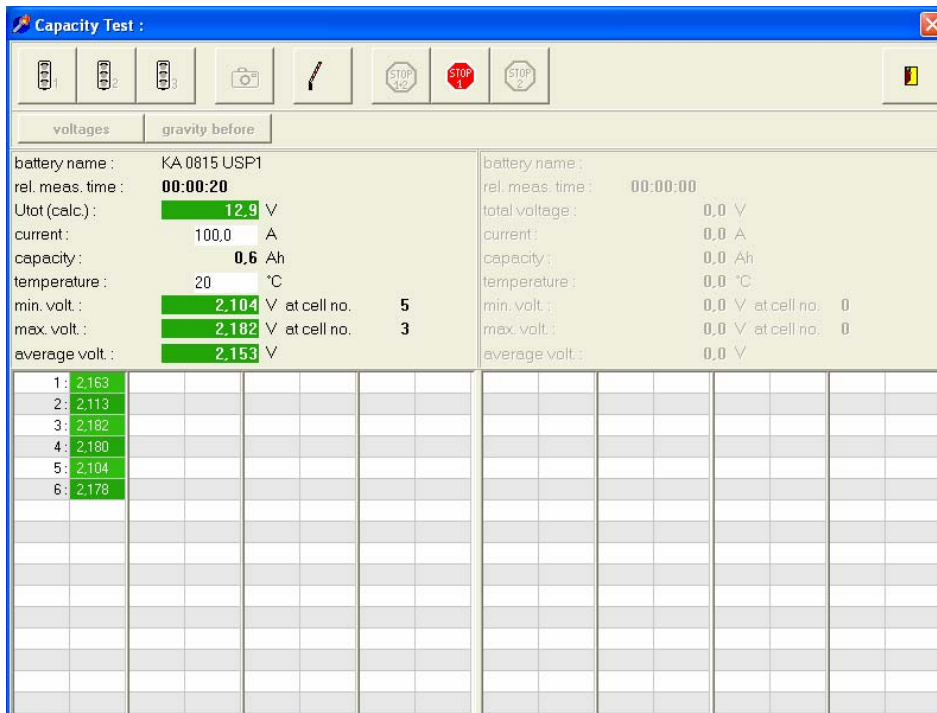 Capacity Test :
1 2 3 STOP 1+2 STOP 1 STOP 2
voltages gravity before
battery name : KA 0815 USP1
rel. meas. time : 00:00:20
Utot (calc.) : 12,9 V
current : 100,0 A
capacity : 0,6 Ah
temperature : 20 °C
min. volt. : 2,104 V at cell no. 5
max. volt. : 2,182 V at cell no. 3
average volt. : 2,153 V
battery name :
rel. meas. time : 00:00:00
total voltage : 0,0 V
current : 0,0 A
capacity : 0,0 Ah
temperature : 0,0 °C
min. volt. : 0,0 V at cell no. 0
max. volt. : 0,0 V at cell no. 0
average volt. : 0,0 V
1 : 2,163
2 : 2,113
3 : 2,182
4 : 2,180
5 : 2,104
6 : 2,178